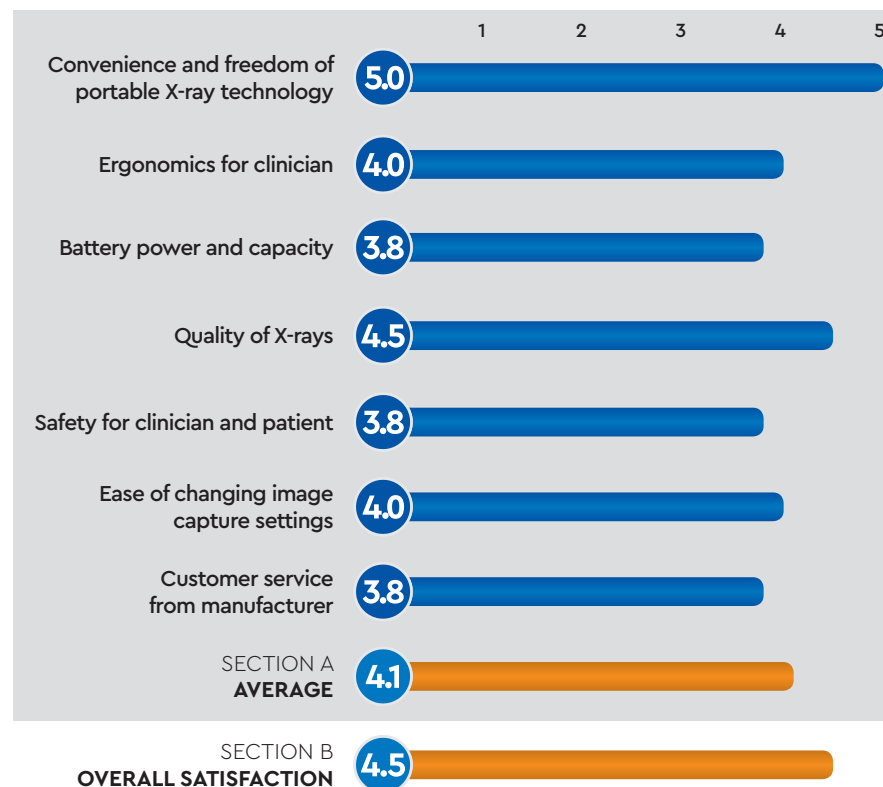 1 2 3 4 5
Convenience and freedom of
portable X-ray technology
5.0
Ergonomics for clinician
4.0
Battery power and capacity
3.8
Quality of X-rays
4.5
Safety for clinician and patient
3.8
Ease of changing image
capture settings
4.0
Customer service
from manufacturer
3.8
SECTION A
AVERAGE
4.1
SECTION B
OVERALL SATISFACTION
4.5